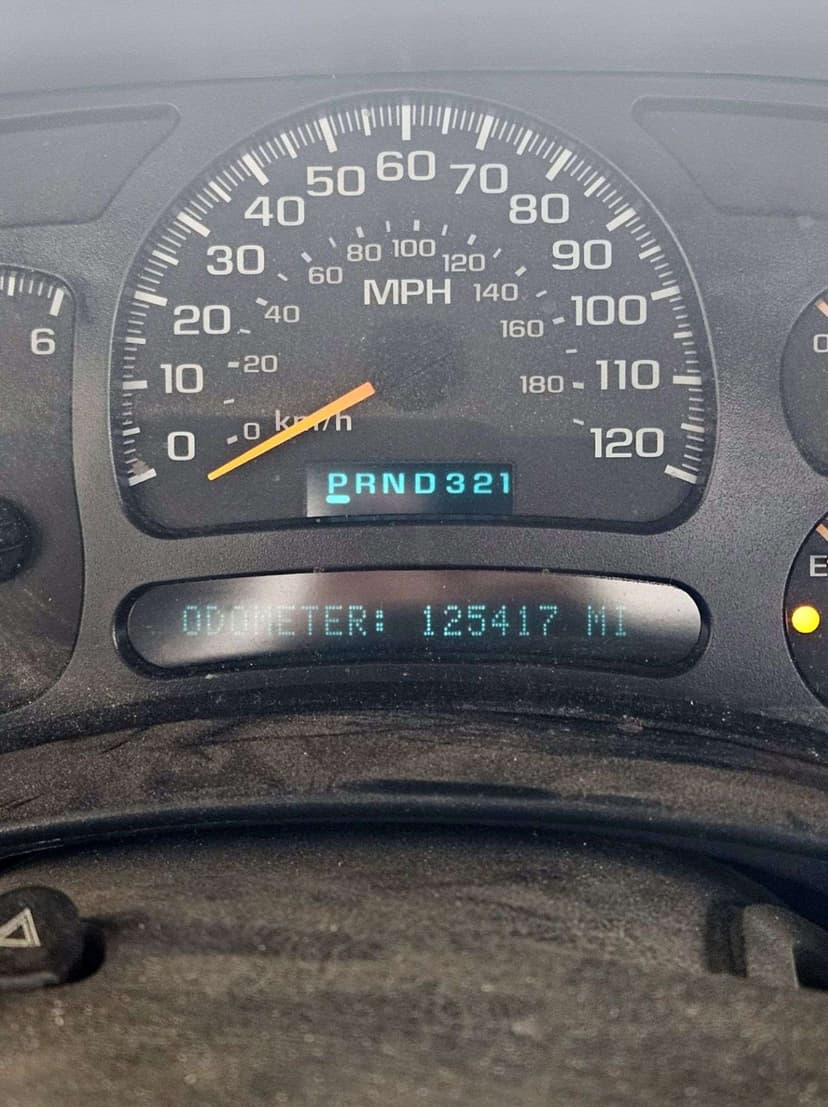 60
50 70
40 80
30 80 100 120 90
60
MPH 140
20 40 160 100
10 20 180 110
0 0 km/h 120
PRND321
ODOMETER: 125417 MI
6
E